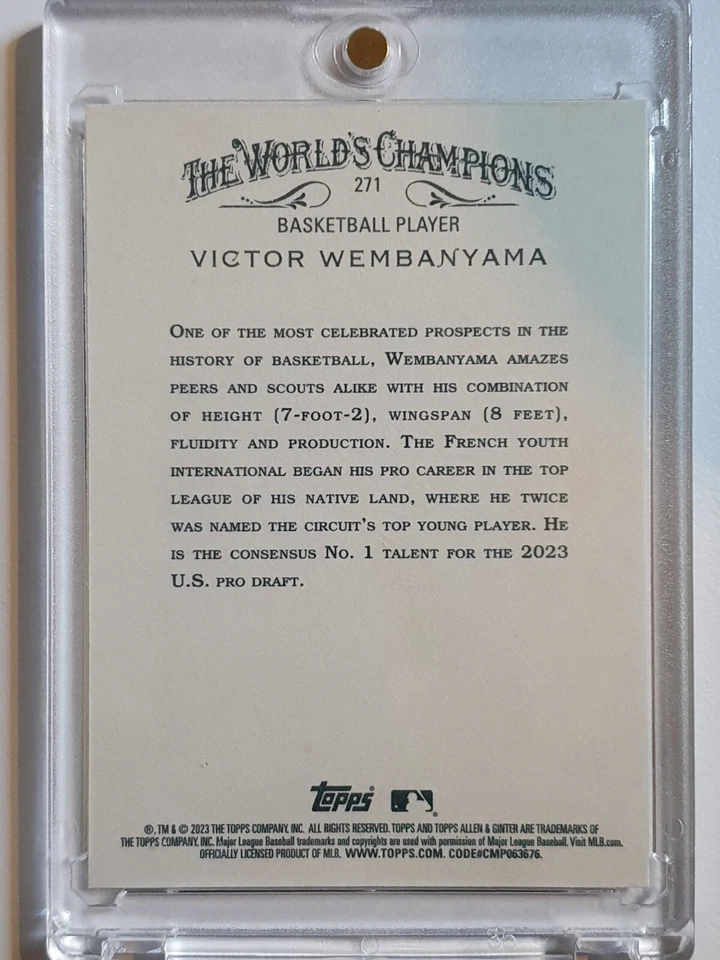 THE WORLD'S CHAMPIONS
271
BASKETBALL PLAYER
VICTOR WEMBANYAMA
ONE OF THE MOST CELEBRATED PROSPECTS IN THE
HISTORY OF BASKETBALL, WEMBANYAMA AMAZES
PEERS AND SCOUTS ALIKE WITH HIS COMBINATION
OF HEIGHT (7-FOOT-2), WINGSPAN (8 FEET),
FLUIDITY AND PRODUCTION. THE FRENCH YOUTH
INTERNATIONAL BEGAN HIS PRO CAREER IN THE TOP
LEAGUE OF HIS NATIVE LAND, WHERE HE TWICE
WAS NAMED THE CIRCUIT'S TOP YOUNG PLAYER. HE
IS THE CONSENSUS NO. 1 TALENT FOR THE 2023
U.S. PRO DRAFT.
Topps
®, TM & © 2023 THE TOPPS COMPANY, INC. ALL RIGHTS RESERVED. TOPPS AND TOPPS ALLEN & GINTER ARE TRADEMARKS OF
THE TOPPS COMPANY, INC. Major League Baseball trademarks and copyrights are used with permission of Major League Baseball. Visit MLB.com.
OFFICIALLY LICENSED PRODUCT OF MLB. WWW.TOPPS.COM. CODE#CMP063676.
35